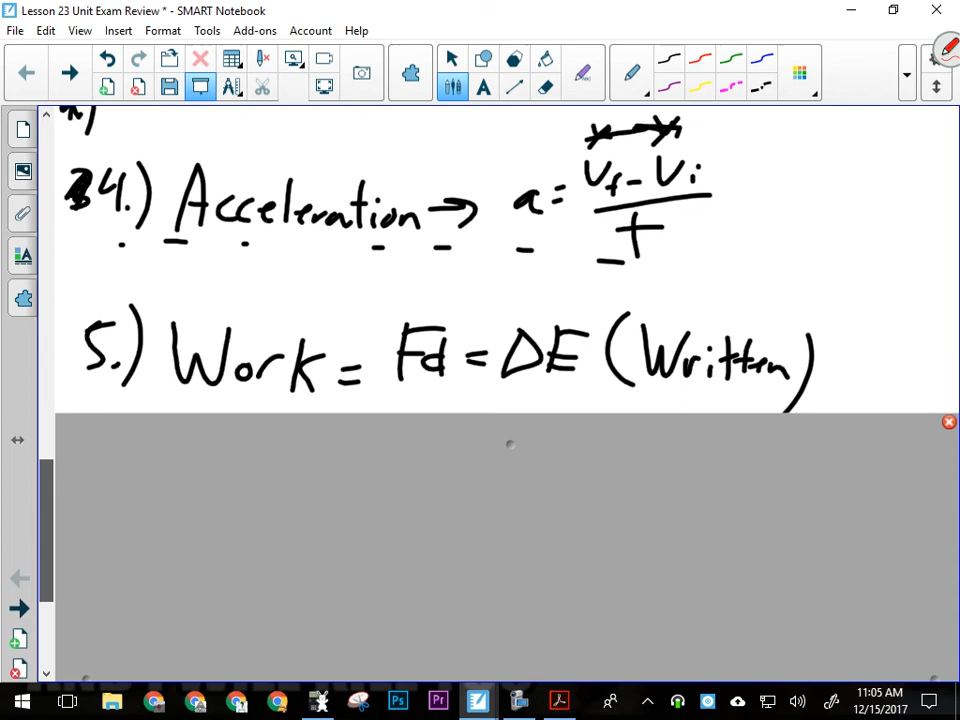 Lesson 23 Unit Exam Review * - SMART Notebook
File Edit View Insert Format Tools Add-ons Account Help
4.) Acceleration → a = Vf - Vi / t
5.) Work = Fd = ΔE (Written)
11:05 AM
12/15/2017